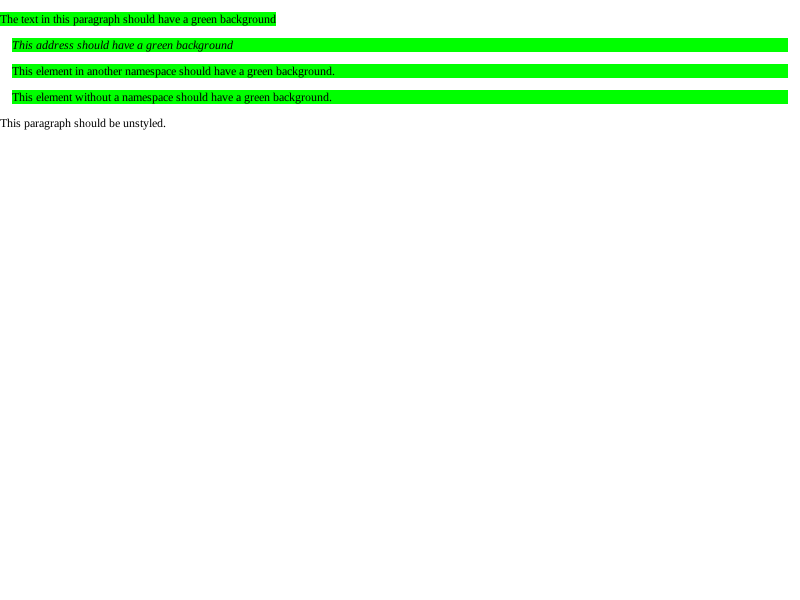 The text in this paragraph should have a green background
This address should have a green background
This element in another namespace should have a green background.
This element without a namespace should have a green background.
This paragraph should be unstyled.